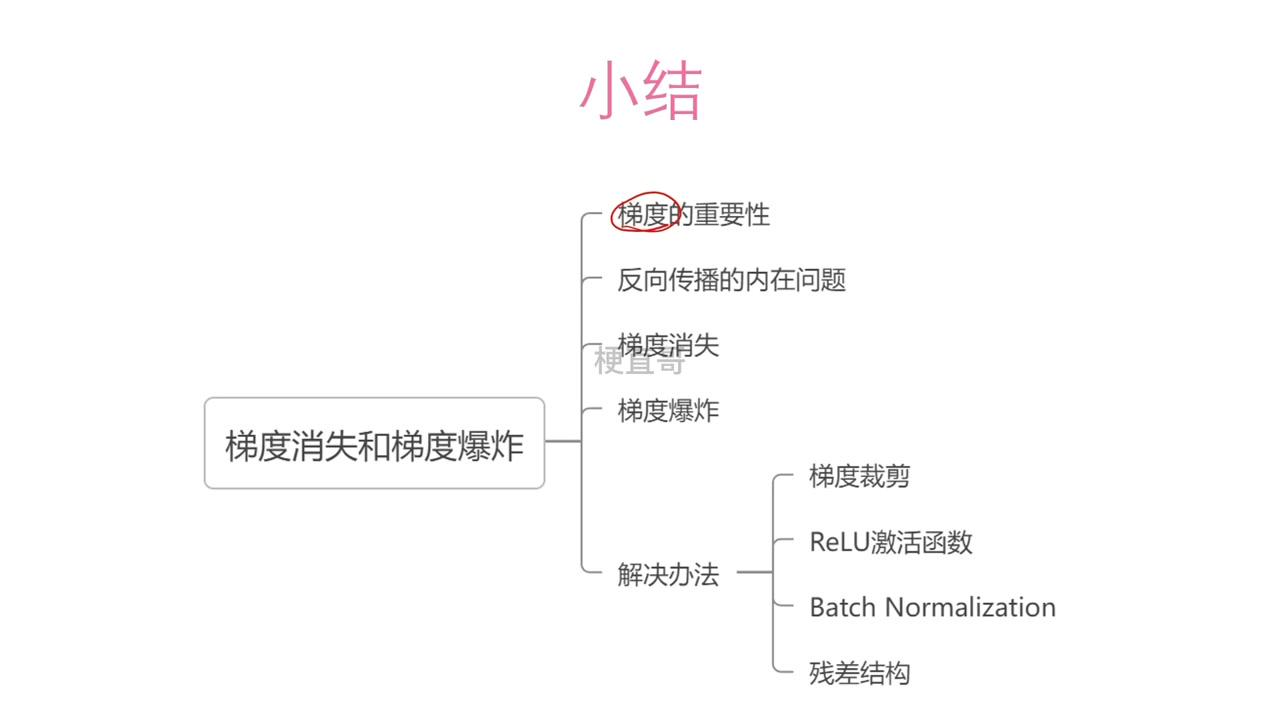 小结
梯度的重要性
反向传播的内在问题
梯度消失
梗直哥
梯度爆炸
梯度消失和梯度爆炸
梯度裁剪
ReLU激活函数
解决办法
Batch Normalization
残差结构